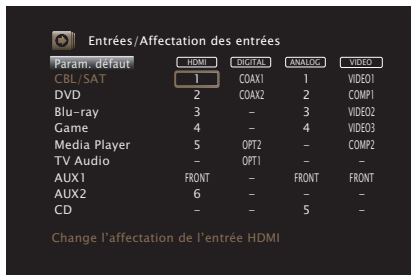 Entrées/Affectation des entrées
Param. défaut HDMI DIGITAL ANALOG VIDEO
CBL/SAT 1 COAX1 1 VIDEO1
DVD 2 COAX2 2 COMP1
Blu-ray 3 – 3 VIDEO2
Game 4 – 4 VIDEO3
Media Player 5 OPT2 – COMP2
TV Audio – OPT1 – –
AUX1 FRONT – FRONT FRONT
AUX2 6 – – –
CD – – 5 –
Change l'affectation de l'entrée HDMI